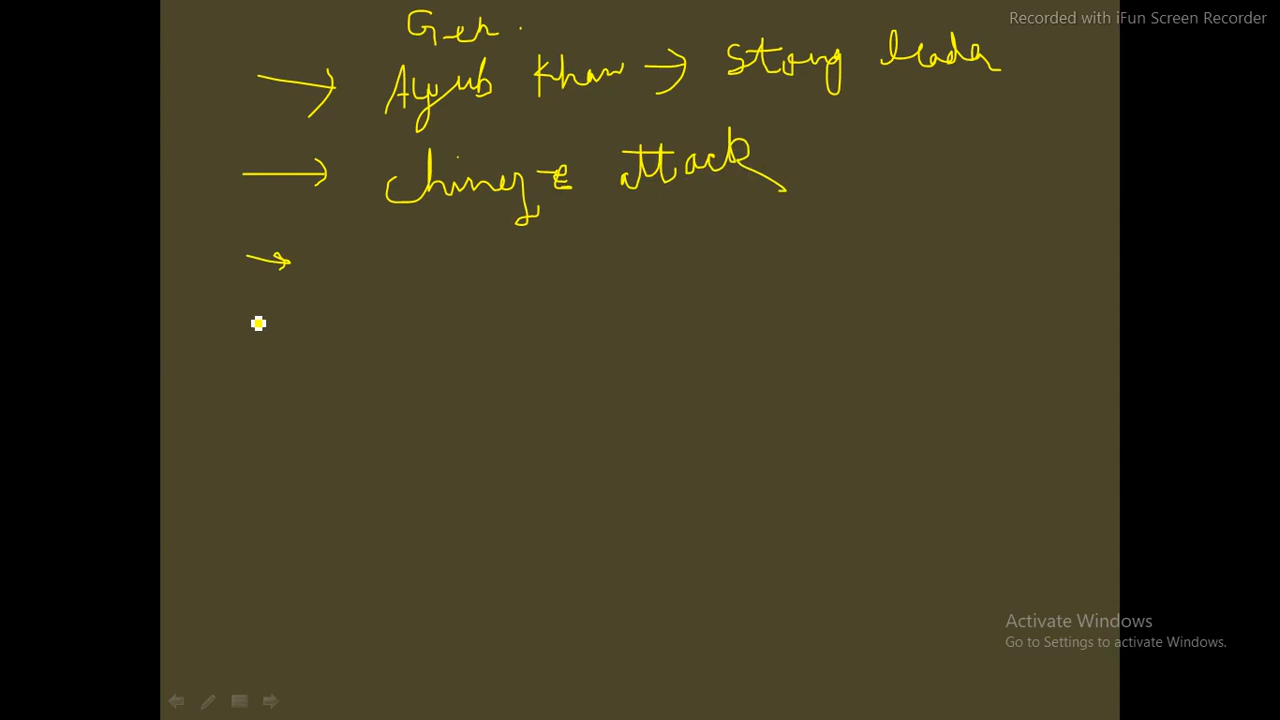 Recorded with iFun Screen Recorder
Gen.
→ Ayub Khan → Strong leader
→ Chinese attack
→
Activate Windows
Go to Settings to activate Windows.